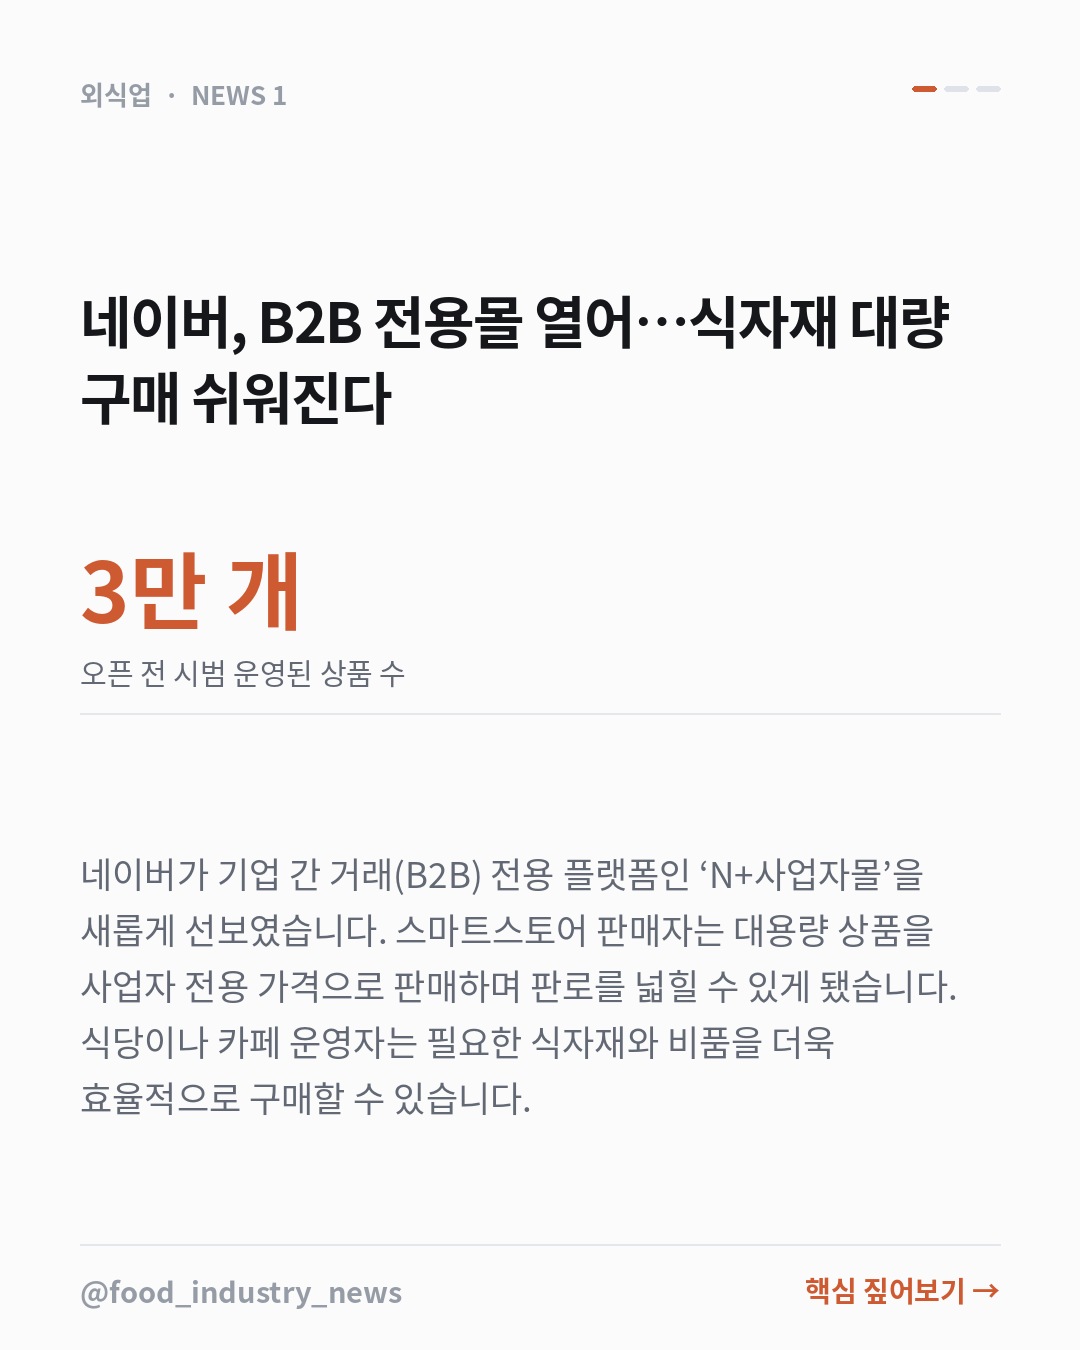 외식업 · NEWS 1
네이버, B2B 전용몰 열어…식자재 대량
구매 쉬워진다
3만 개
오픈 전 시범 운영된 상품 수
네이버가 기업 간 거래(B2B) 전용 플랫폼인 ‘N+사업자몰’을
새롭게 선보였습니다. 스마트스토어 판매자는 대용량 상품을
사업자 전용 가격으로 판매하며 판로를 넓힐 수 있게 됐습니다.
식당이나 카페 운영자는 필요한 식자재와 비품을 더욱
효율적으로 구매할 수 있습니다.
@food_industry_news
핵심 짚어보기 →